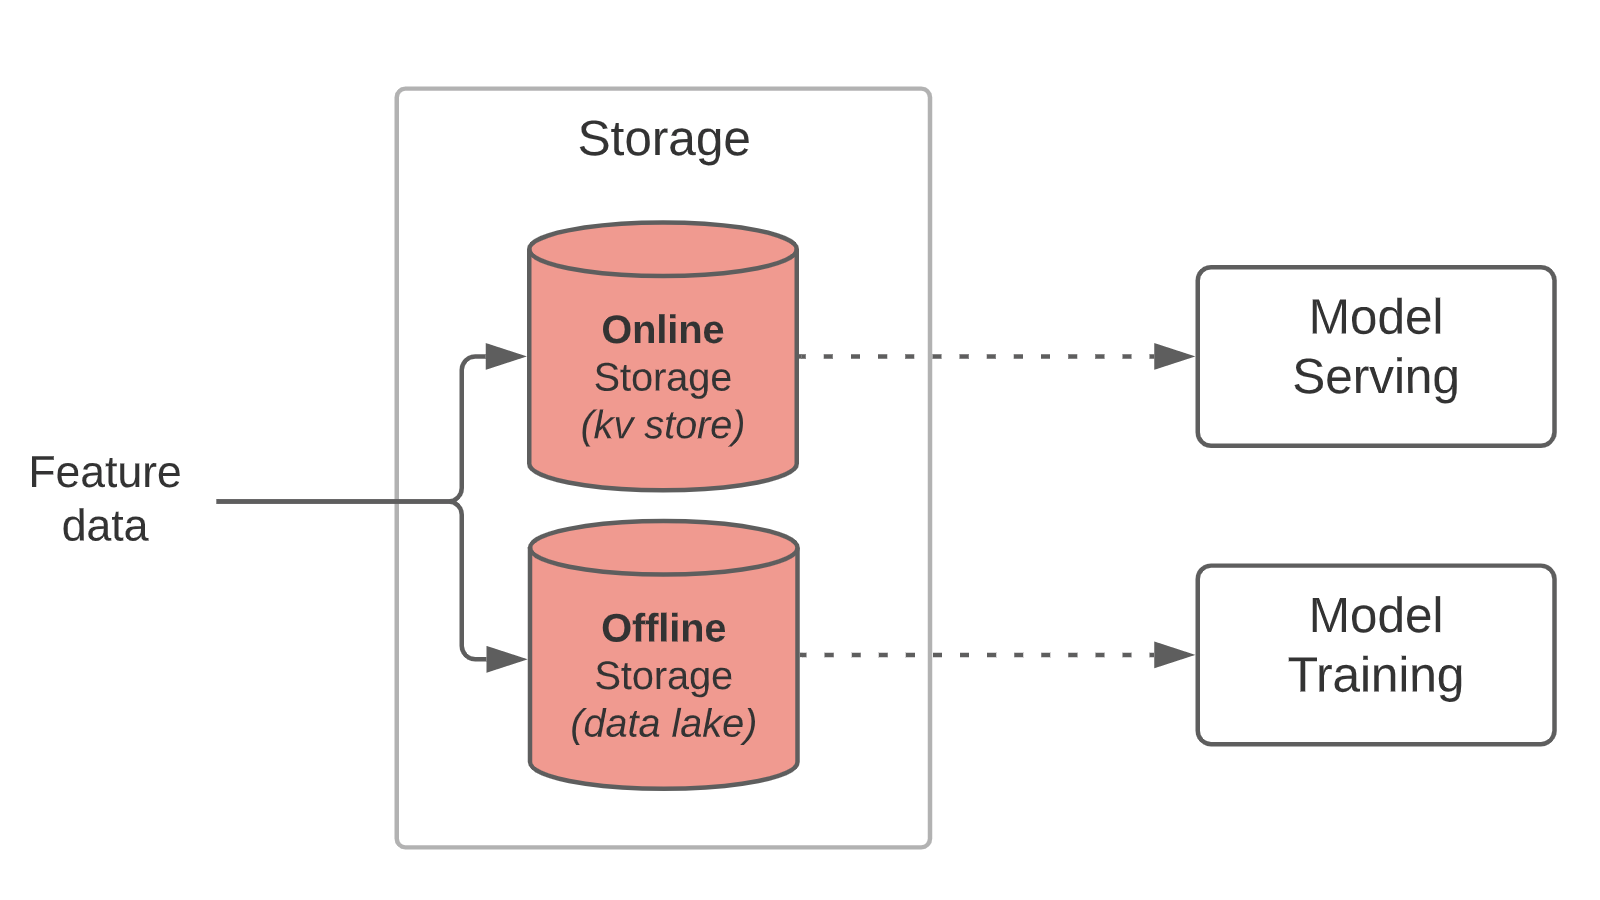 Storage
Online
Storage
(kv store)
Model
Serving
Feature
data
Offline
Storage
(data lake)
Model
Training